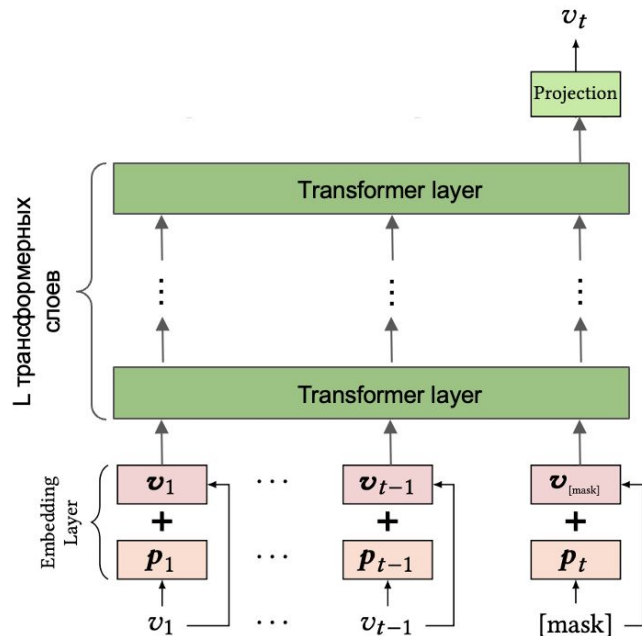 v_t
Projection
Transformer layer
L трансформерных
слоев
⋮ ⋮ ⋮
Transformer layer
Embedding
Layer
v_1 ··· v_{t−1} v_{[mask]}
+ + +
p_1 ··· p_{t−1} p_t
v_1 ··· v_{t−1} [mask]